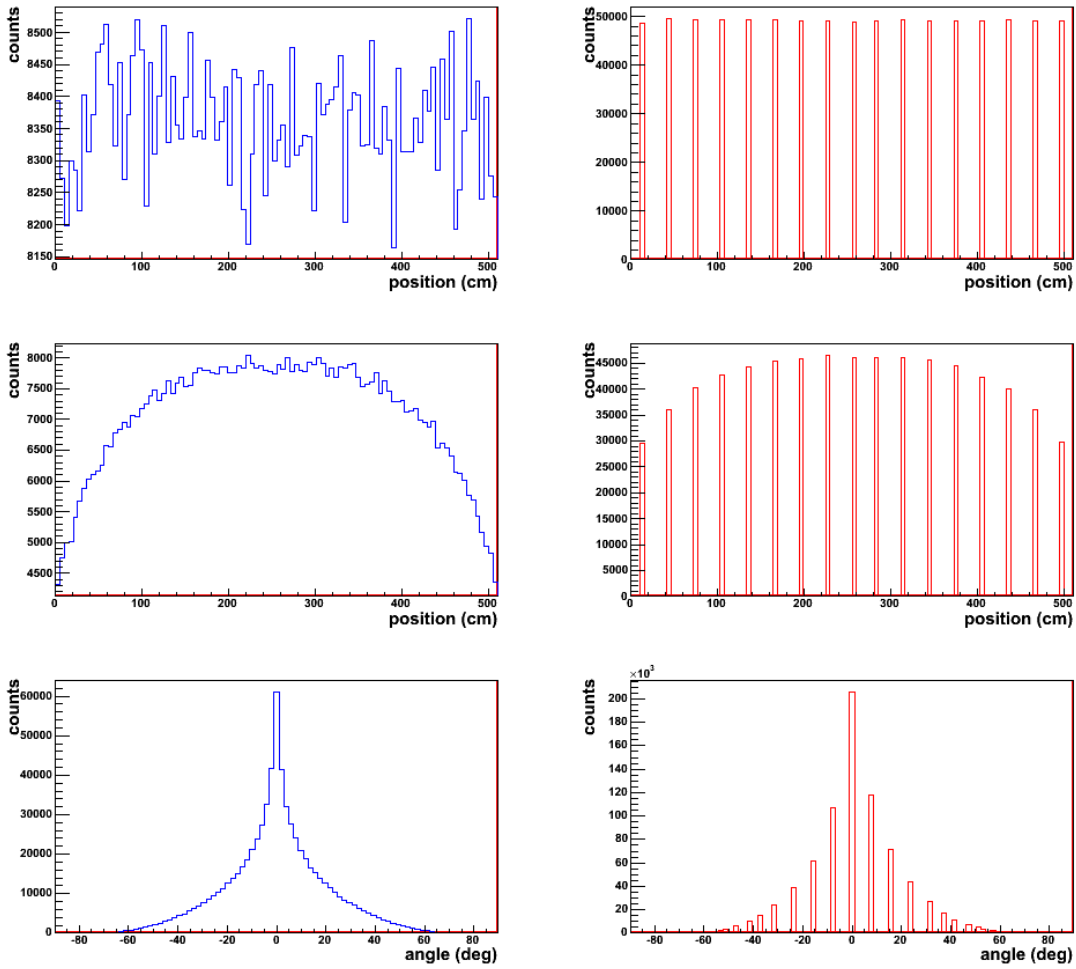 counts
8500
8450
8400
8350
8300
8250
8200
8150
0 100 200 300 400 500
position (cm)
counts
50000
40000
30000
20000
10000
0
0 100 200 300 400 500
position (cm)
counts
8000
7500
7000
6500
6000
5500
5000
4500
0 100 200 300 400 500
position (cm)
counts
45000
40000
35000
30000
25000
20000
15000
10000
5000
0
0 100 200 300 400 500
position (cm)
counts
60000
50000
40000
30000
20000
10000
0
-80 -60 -40 -20 0 20 40 60 80
angle (deg)
×10³
counts
200
180
160
140
120
100
80
60
40
20
0
-80 -60 -40 -20 0 20 40 60 80
angle (deg)